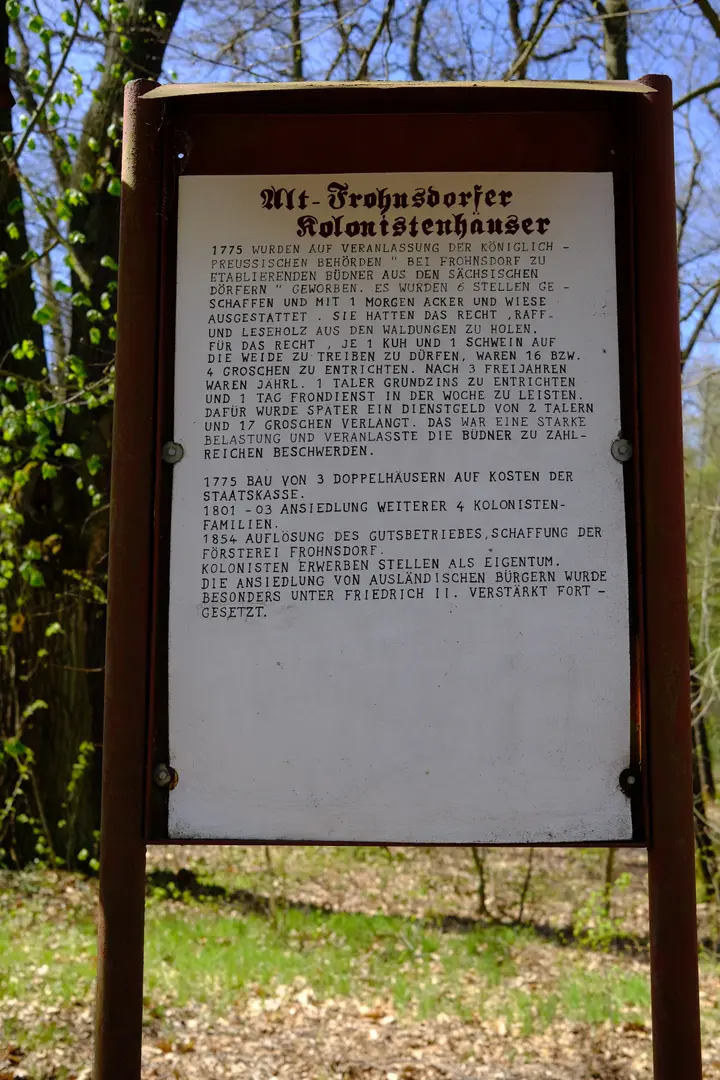 Alt-Frohnsdorfer
Kolonistenhäuser
1775 WURDEN AUF VERANLASSUNG DER KÖNIGLICH -
PREUSSISCHEN BEHÖRDEN " BEI FROHNSDORF ZU
ETABLIERENDEN BÜDNER AUS DEN SÄCHSISCHEN
DÖRFERN " GEWORBEN. ES WURDEN 6 STELLEN GE -
SCHAFFEN UND MIT 1 MORGEN ACKER UND WIESE
AUSGESTATTET . SIE HATTEN DAS RECHT ,RAFF-
UND LESEHOLZ AUS DEN WALDUNGEN ZU HOLEN.
FÜR DAS RECHT , JE 1 KUH UND 1 SCHWEIN AUF
DIE WEIDE ZU TREIBEN ZU DÜRFEN, WAREN 16 BZW.
4 GROSCHEN ZU ENTRICHTEN. NACH 3 FREIJAHREN
WAREN JÄHRL. 1 TALER GRUNDZINS ZU ENTRICHTEN
UND 1 TAG FRONDIENST IN DER WOCHE ZU LEISTEN.
DAFÜR WURDE SPÄTER EIN DIENSTGELD VON 2 TALERN
UND 17 GROSCHEN VERLANGT. DAS WAR EINE STARKE
BELASTUNG UND VERANLASSTE DIE BÜDNER ZU ZAHL-
REICHEN BESCHWERDEN.
1775 BAU VON 3 DOPPELHÄUSERN AUF KOSTEN DER
STAATSKASSE.
1801 - 03 ANSIEDLUNG WEITERER 4 KOLONISTEN-
FAMILIEN.
1854 AUFLÖSUNG DES GUTSBETRIEBES, SCHAFFUNG DER
FÖRSTEREI FROHNSDORF.
KOLONISTEN ERWERBEN STELLEN ALS EIGENTUM.
DIE ANSIEDLUNG VON AUSLÄNDISCHEN BÜRGERN WURDE
BESONDERS UNTER FRIEDRICH II. VERSTÄRKT FORT -
GESETZT.